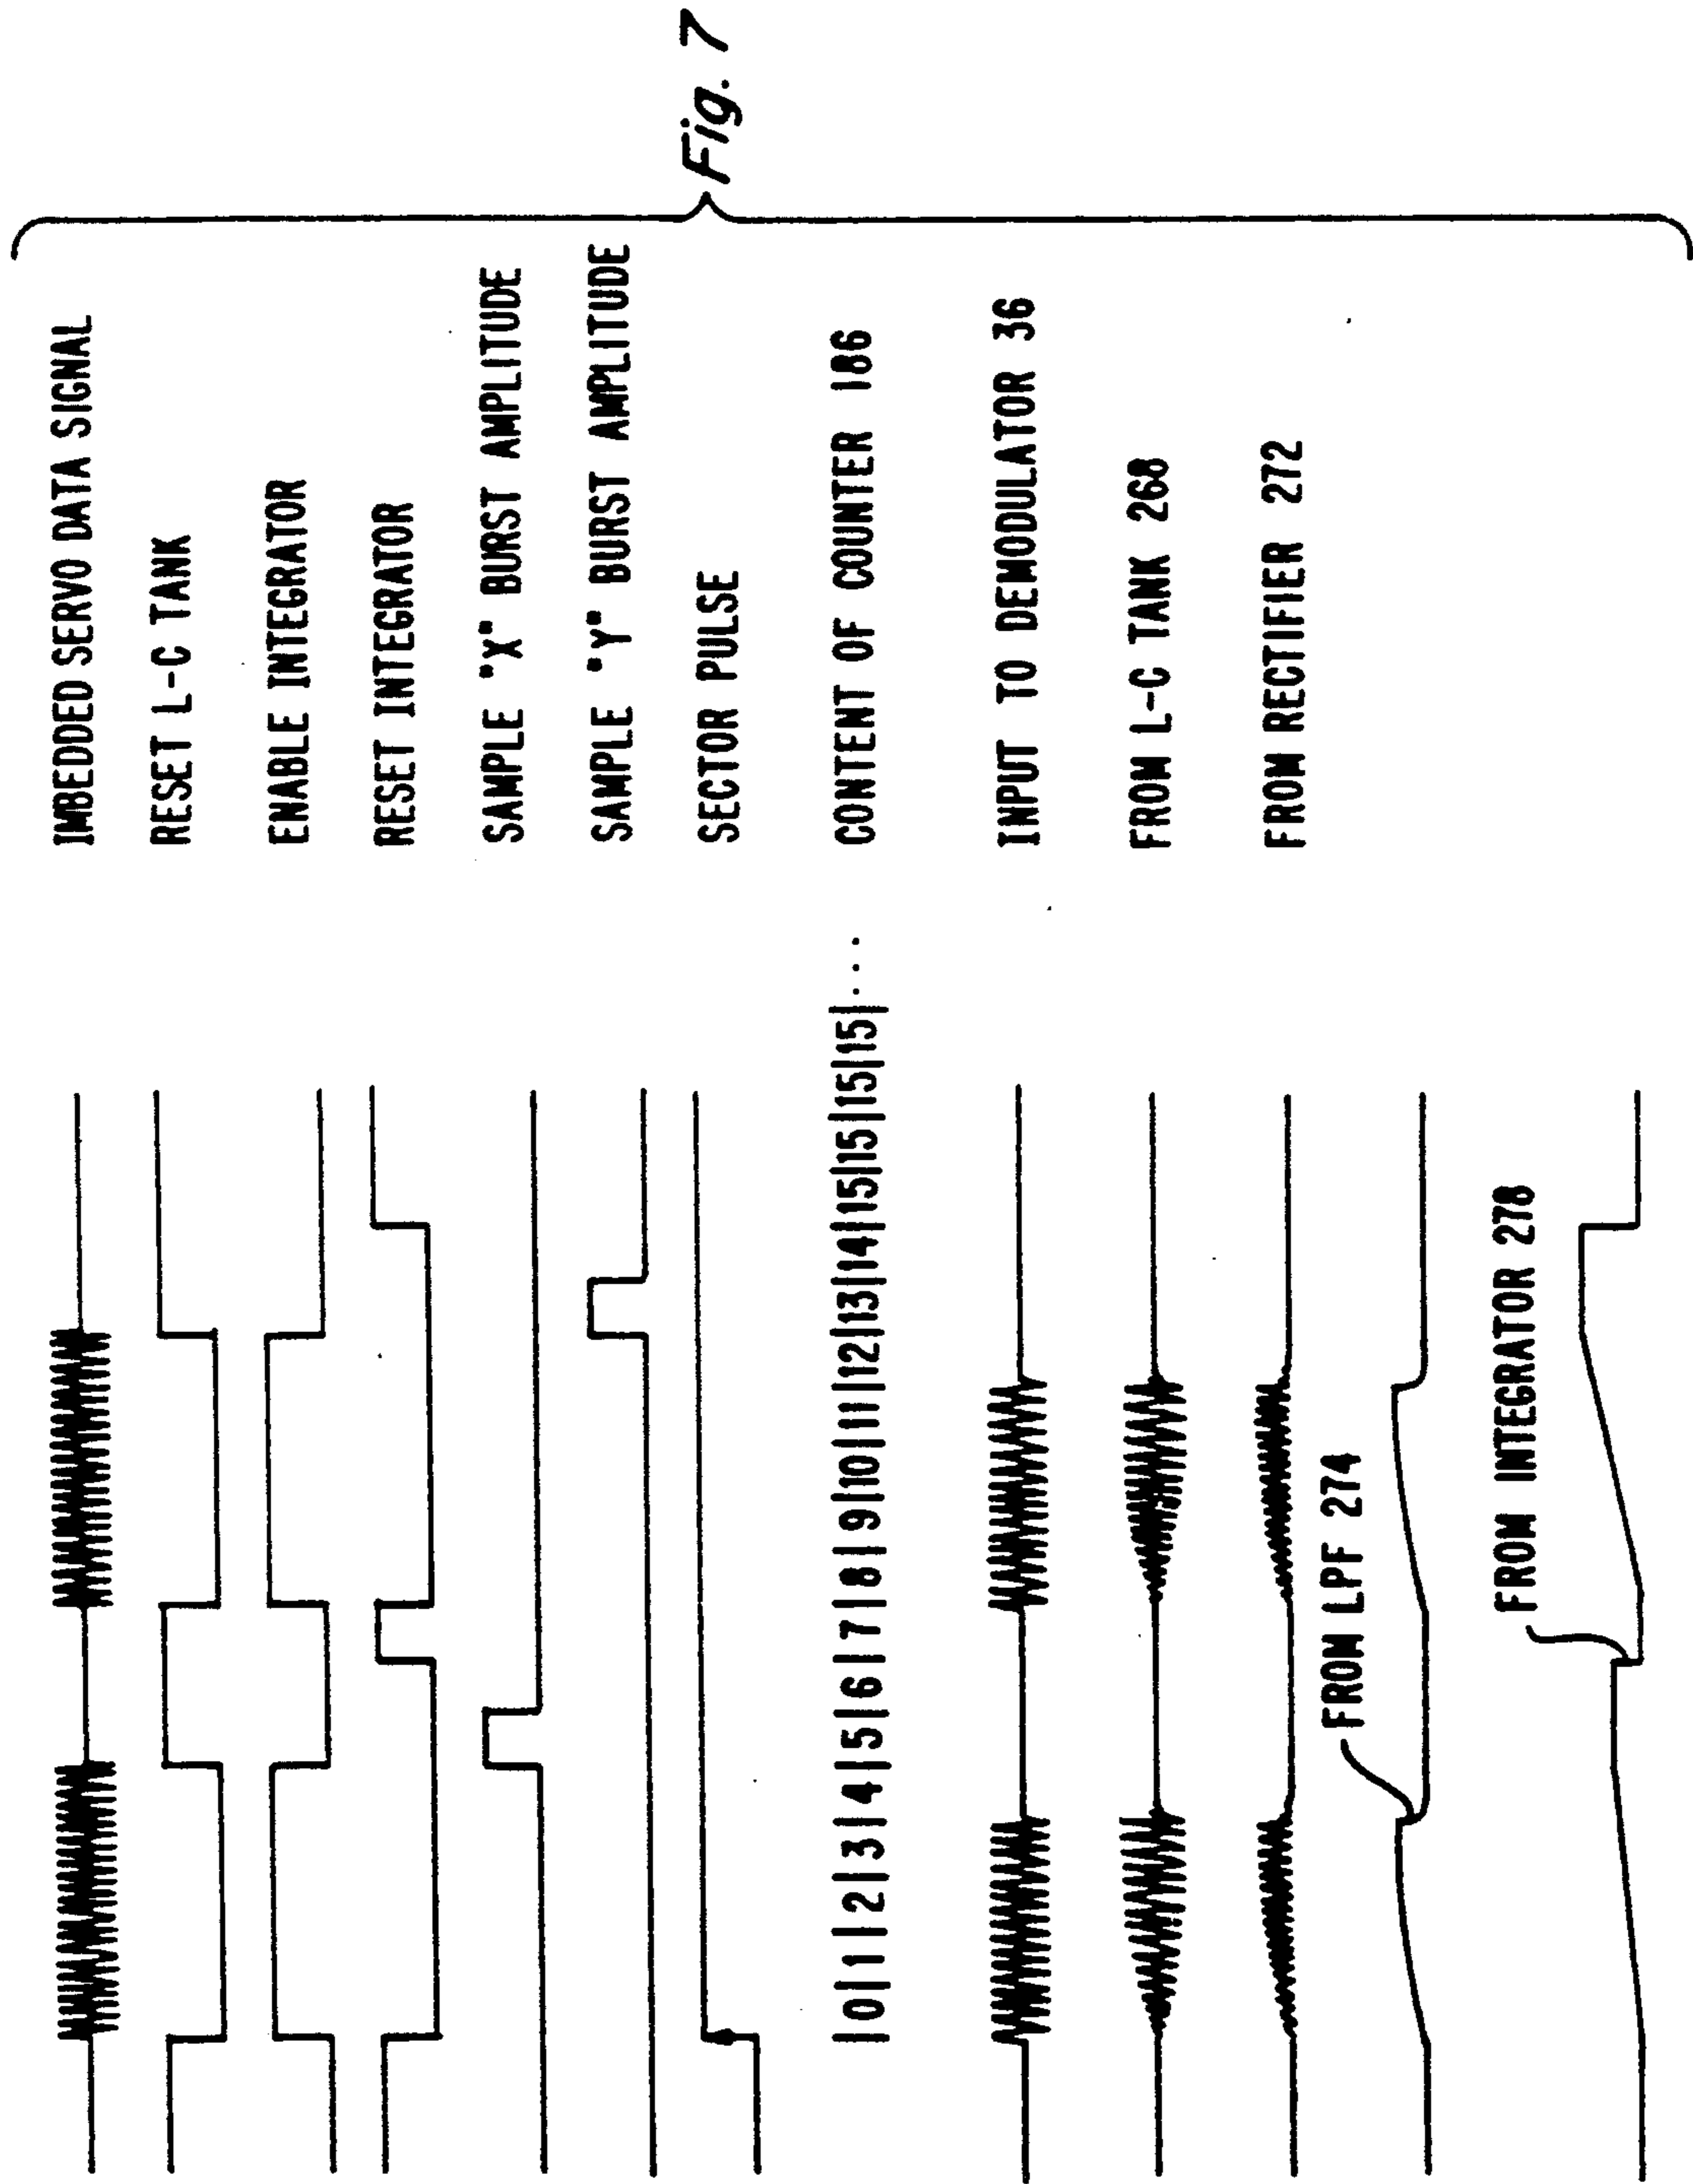 IMBEDDED SERVO DATA SIGNAL
RESET L-C TANK
ENABLE INTEGRATOR
RESET INTEGRATOR
SAMPLE "X" BURST AMPLITUDE
SAMPLE "Y" BURST AMPLITUDE
SECTOR PULSE
|0|1|2|3|4|5|6|7|8|9|10|11|12|13|14|15|15|15|15|... CONTENT OF COUNTER 186
INPUT TO DEMODULATOR 36
FROM L-C TANK 268
FROM RECTIFIER 272
FROM LPF 274
FROM INTEGRATOR 278
Fig. 7